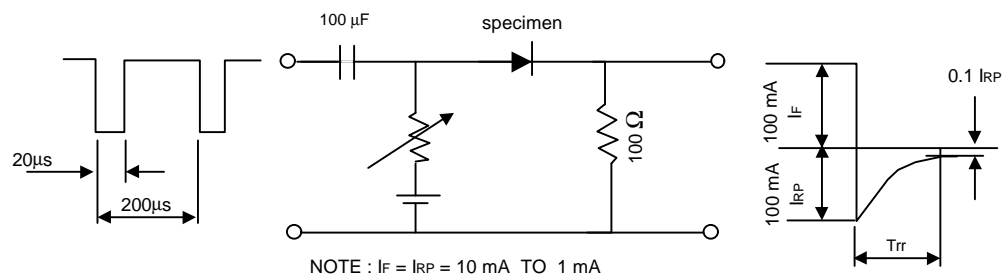 100 µF
specimen
20µs
200µs
100 Ω
100 mA
IF
100 mA
IRP
0.1 IRP
Trr
NOTE : IF = IRP = 10 mA TO 1 mA